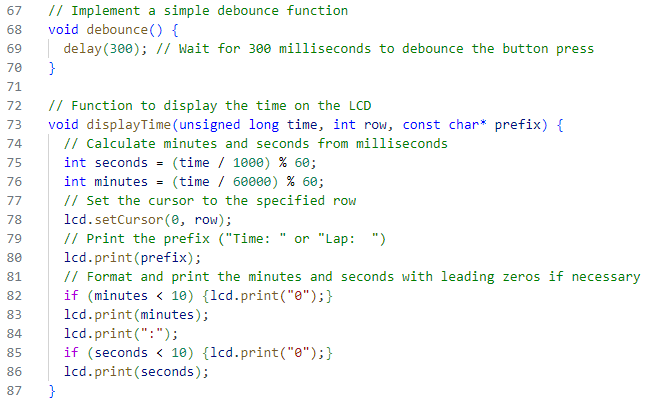 67 // Implement a simple debounce function
68 void debounce() {
69   delay(300); // Wait for 300 milliseconds to debounce the button press
70 }
71
72 // Function to display the time on the LCD
73 void displayTime(unsigned long time, int row, const char* prefix) {
74   // Calculate minutes and seconds from milliseconds
75   int seconds = (time / 1000) % 60;
76   int minutes = (time / 60000) % 60;
77   // Set the cursor to the specified row
78   lcd.setCursor(0, row);
79   // Print the prefix ("Time: " or "Lap:  ")
80   lcd.print(prefix);
81   // Format and print the minutes and seconds with leading zeros if necessary
82   if (minutes < 10) {lcd.print("0");}
83   lcd.print(minutes);
84   lcd.print(":");
85   if (seconds < 10) {lcd.print("0");}
86   lcd.print(seconds);
87 }